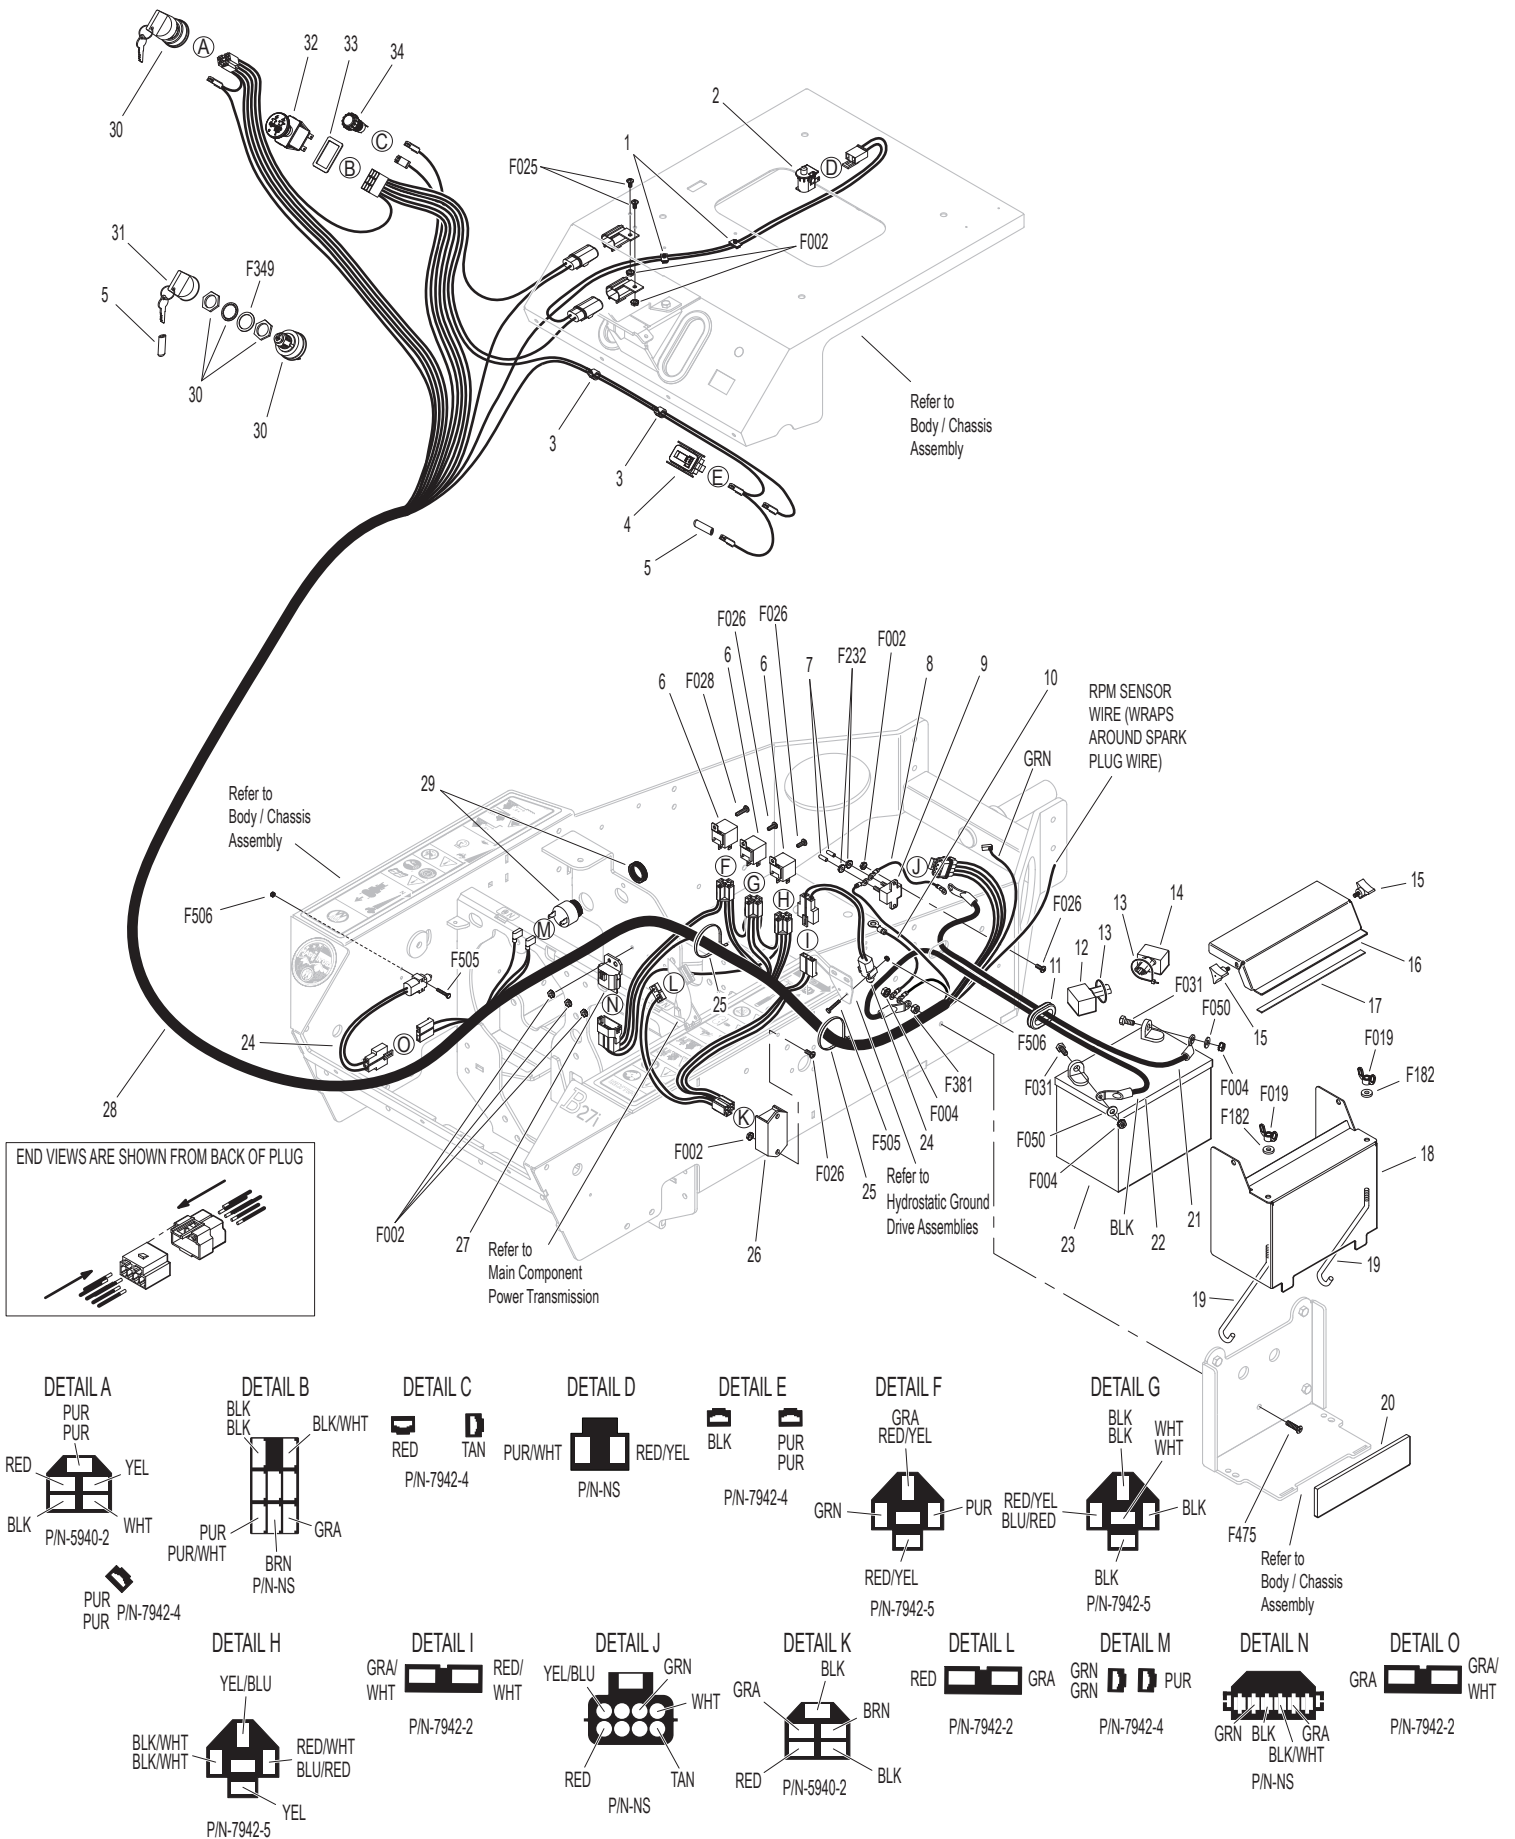 A
32
33
34
30
C
B
F025
1
2
D
F002
31
5
F349
30
30
3
3
4
E
5
Refer to
Body / Chassis
Assembly
F026
F026
6
6
6
F028
7
F232
F002
8
9
10
RPM SENSOR
WIRE (WRAPS
AROUND SPARK
PLUG WIRE)
GRN
Refer to
Body / Chassis
Assembly
29
F
G
H
J
I
F506
F505
M
N
L
O
K
24
28
25
F026
11
12
13
13
14
15
15
16
17
F031
F050
F004
F019
F182
F019
F182
F506
F031
F381
F004
24
F505
25
F050
F004
Refer to
Hydrostatic Ground
Drive Assemblies
F026
F002
26
F002
27
Refer to
Main Component
Power Transmission
B27i
23
BLK
22
21
18
19
19
20
F475
Refer to
Body / Chassis
Assembly
END VIEWS ARE SHOWN FROM BACK OF PLUG
DETAIL A
PUR
PUR
RED
YEL
BLK
WHT
P/N-5940-2
PUR
PUR
P/N-7942-4
DETAIL B
BLK
BLK
BLK/WHT
PUR
PUR/WHT
GRA
BRN
P/N-NS
DETAIL C
RED
TAN
P/N-7942-4
DETAIL D
PUR/WHT
RED/YEL
P/N-NS
DETAIL E
BLK
PUR
PUR
P/N-7942-4
DETAIL F
GRA
RED/YEL
GRN
PUR
RED/YEL
P/N-7942-5
DETAIL G
BLK
BLK
WHT
WHT
RED/YEL
BLU/RED
BLK
BLK
P/N-7942-5
DETAIL H
YEL/BLU
BLK/WHT
BLK/WHT
RED/WHT
BLU/RED
YEL
P/N-7942-5
DETAIL I
GRA/
WHT
RED/
WHT
P/N-7942-2
DETAIL J
YEL/BLU
GRN
WHT
RED
TAN
P/N-NS
DETAIL K
BLK
GRA
BRN
RED
BLK
P/N-5940-2
DETAIL L
RED
GRA
P/N-7942-2
DETAIL M
GRN
GRN
PUR
P/N-7942-4
DETAIL N
GRN
BLK
GRA
BLK/WHT
P/N-NS
DETAIL O
GRA
GRA/
WHT
P/N-7942-2